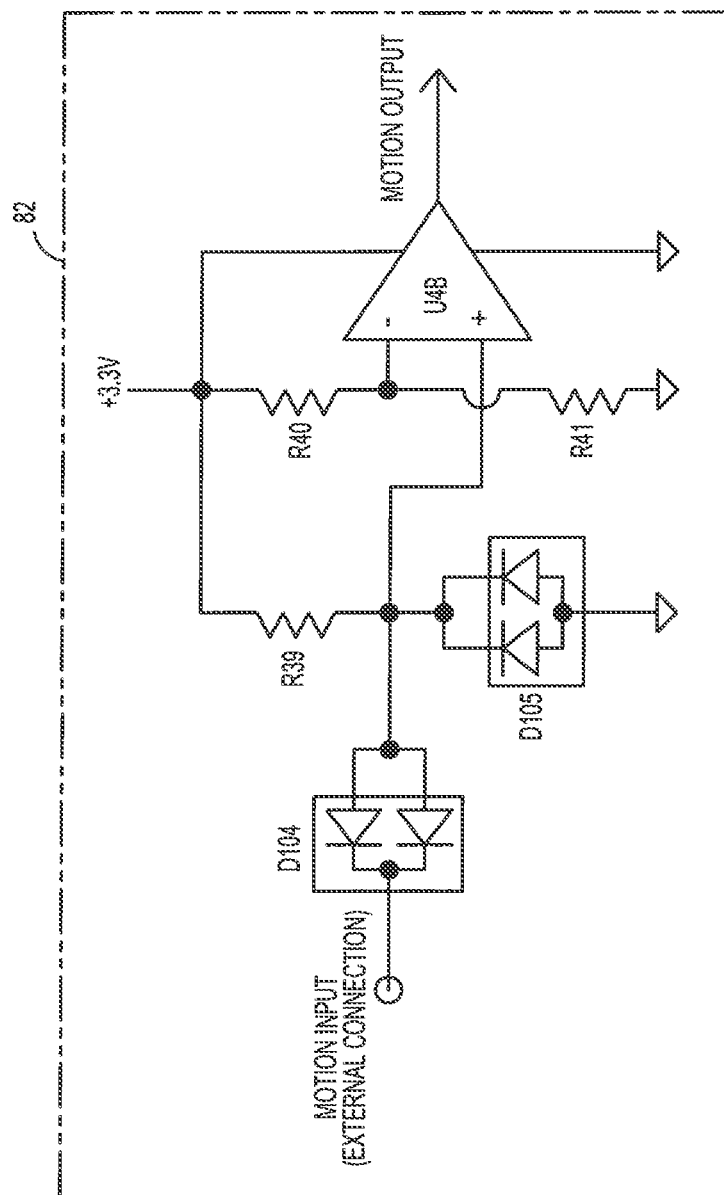 82
+3.3V
MOTION OUTPUT
R39
R40
-
U4B
+
D104
R41
MOTION INPUT
(EXTERNAL CONNECTION)
D105